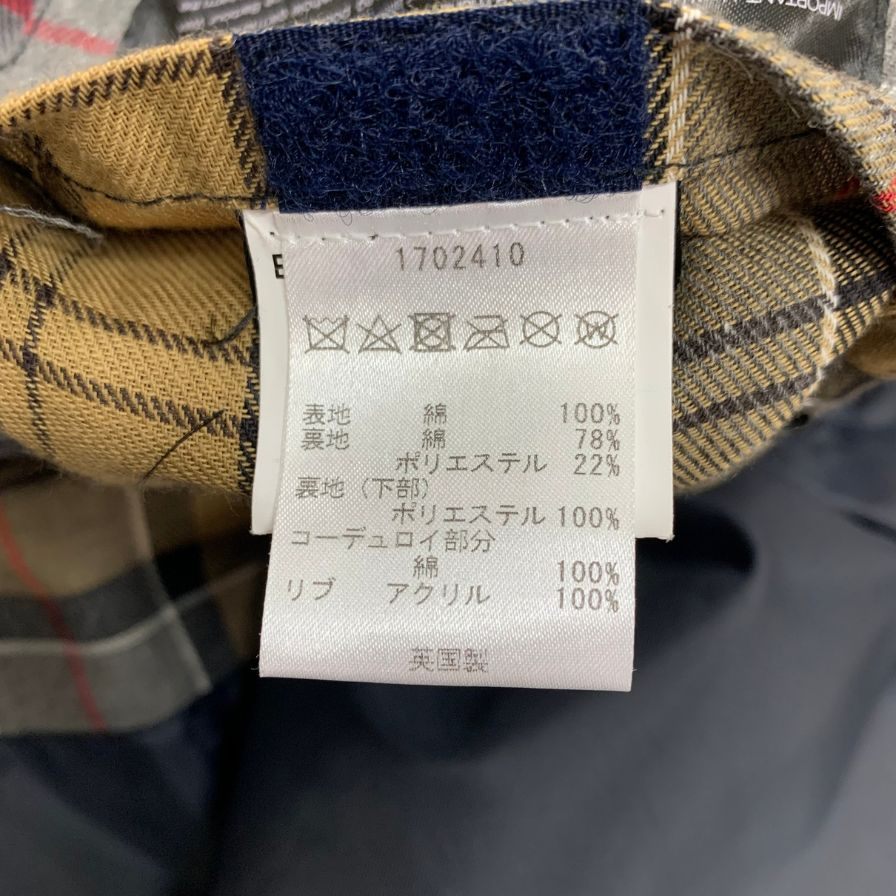 IMPORTANT
E
1702410
表地 綿 100%
裏地 綿 78%
ポリエステル 22%
裏地（下部）
ポリエステル 100%
コーデュロイ部分
綿 100%
リブ アクリル 100%
英国製